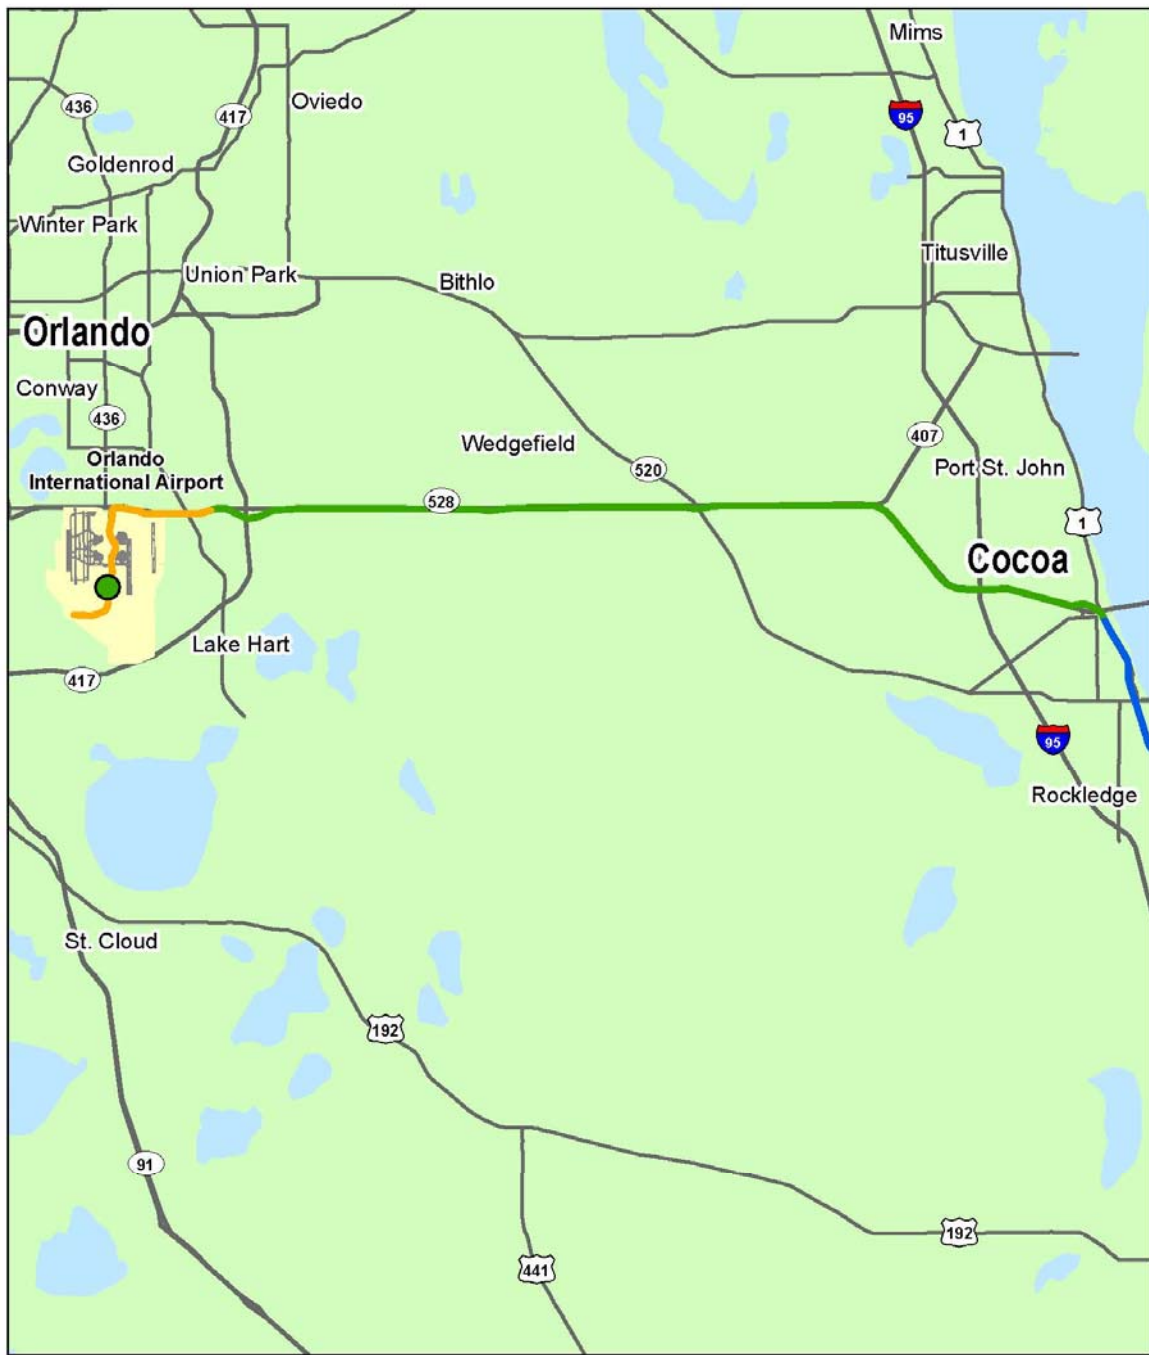 Mims
95
1
436
Oviedo
417
Goldenrod
Winter Park
Titusville
Union Park
Bithlo
Orlando
Conway
436
407
Wedgefield
520
Port St. John
Orlando
International Airport
528
1
Cocoa
Lake Hart
417
95
Rockledge
St. Cloud
192
91
192
441